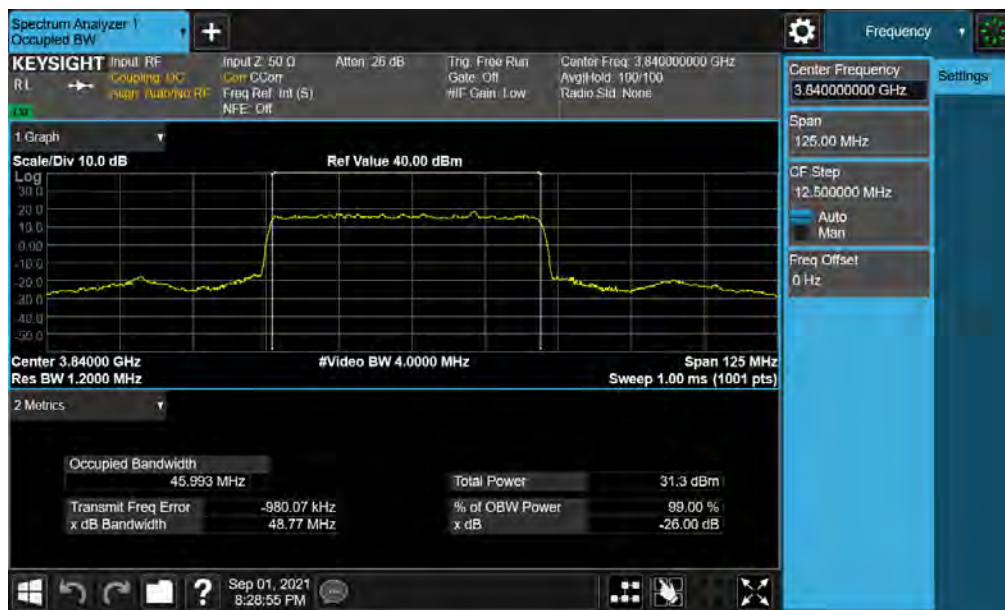 Spectrum Analyzer 1
Occupied BW
Frequency
KEYSIGHT
Input: RF
Input Z: 50 Ω
Atten: 26 dB
Trig: Free Run
Center Freq: 3.840000000 GHz
R L
Coupling: DC
Corr CCorr
Gate: Off
Avg|Hold: 100/100
Align: Auto/No RF
Freq Ref: Int (S)
#IF Gain: Low
Radio Std: None
NFE: Off
Center Frequency
3.840000000 GHz
Settings
Span
125.00 MHz
CF Step
12.500000 MHz
Auto
Man
Freq Offset
0 Hz
1 Graph
Scale/Div 10.0 dB
Ref Value 40.00 dBm
Log
30.0
20.0
10.0
0.00
-10.0
-20.0
-30.0
-40.0
-50.0
Center 3.84000 GHz
#Video BW 4.0000 MHz
Span 125 MHz
Res BW 1.2000 MHz
Sweep 1.00 ms (1001 pts)
2 Metrics
Occupied Bandwidth
45.993 MHz
Total Power
31.3 dBm
Transmit Freq Error
-980.07 kHz
% of OBW Power
99.00 %
x dB Bandwidth
48.77 MHz
x dB
-26.00 dB
Sep 01, 2021
8:28:55 PM